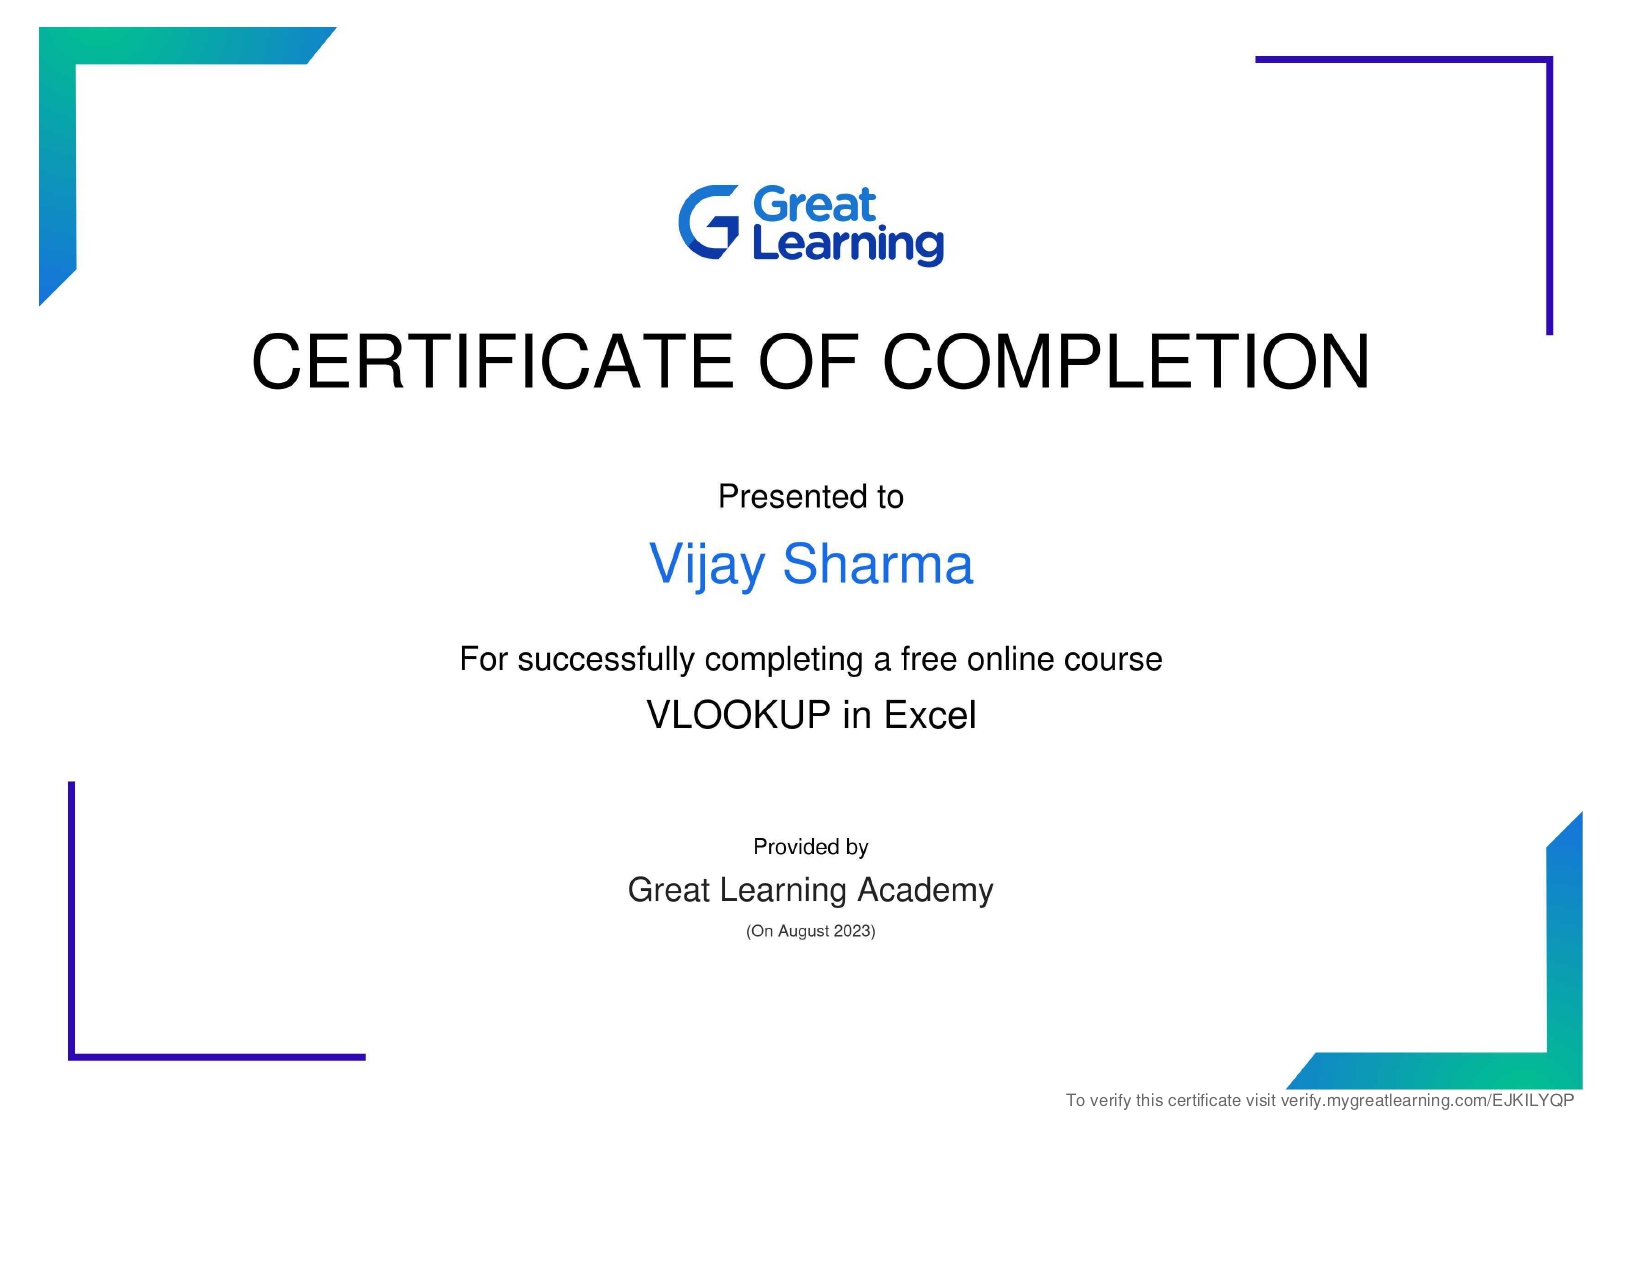 Great
Learning
CERTIFICATE OF COMPLETION
Presented to
Vijay Sharma
For successfully completing a free online course
VLOOKUP in Excel
Provided by
Great Learning Academy
(On August 2023)
To verify this certificate visit verify.mygreatlearning.com/EJKILYQP